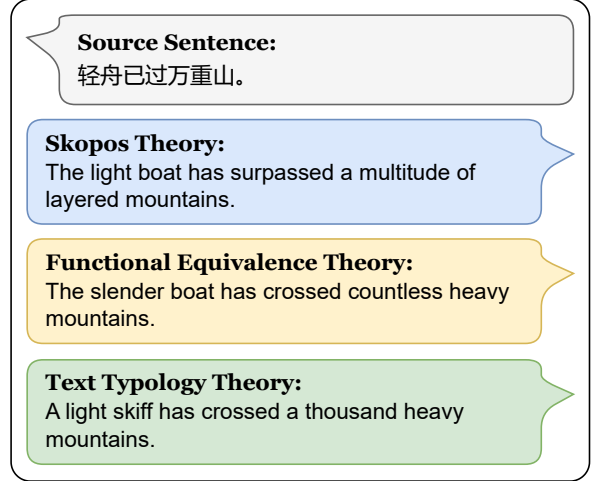 Source Sentence:
轻舟已过万重山。
Skopos Theory:
The light boat has surpassed a multitude of
layered mountains.
Functional Equivalence Theory:
The slender boat has crossed countless heavy
mountains.
Text Typology Theory:
A light skiff has crossed a thousand heavy
mountains.